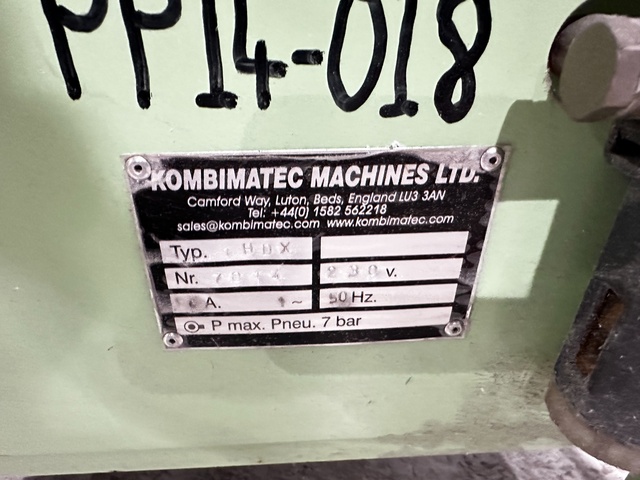 PP14-018
KOMBIMATEC MACHINES LTD.
Camford Way, Luton, Beds, England LU3 3AN
Tel: +44(0) 1582 562218
sales@kombimatec.com www.kombimatec.com
Typ.
Nr. 230 v.
A. 1~ 50 Hz.
P max. Pneu. 7 bar